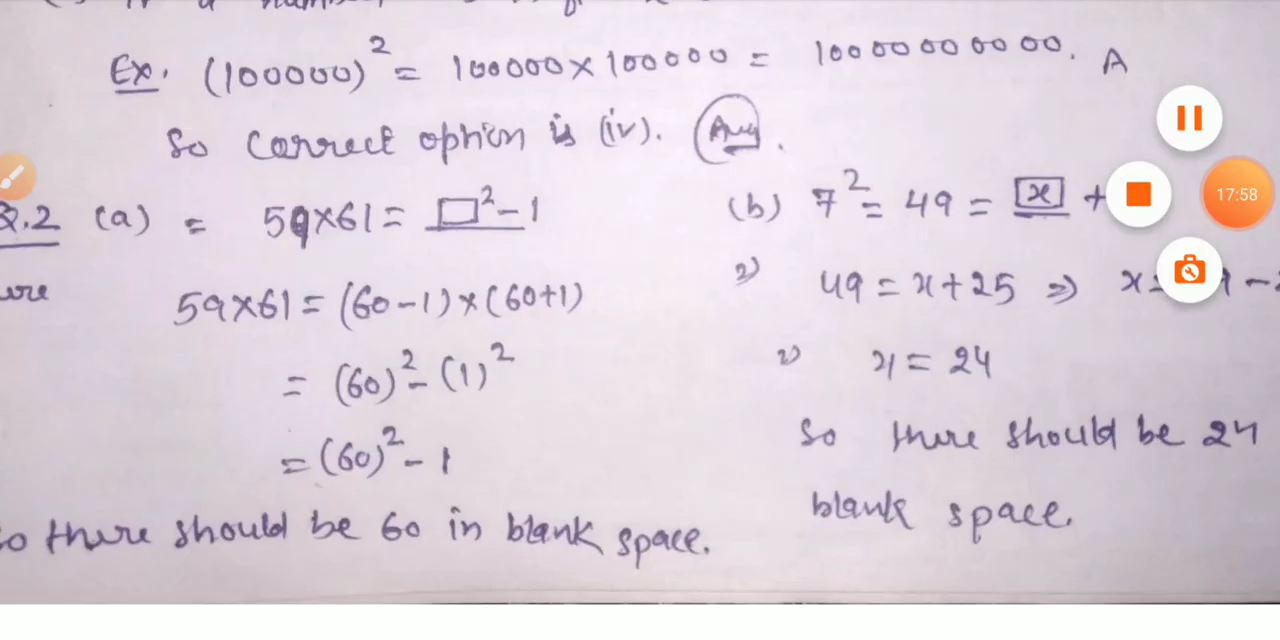 Ex. (100000)² = 100000 × 100000 = 10000000000. A
So correct option is (iv). Ans.
Q.2 (a) = 59×61 = □² - 1
59×61 = (60-1)×(60+1)
= (60)² - (1)²
= (60)² - 1
So there should be 60 in blank space.
(b) 7² = 49 = x +
49 = x + 25 ⇒ x =
x = 24
So there should be 24
blank space.
17:58